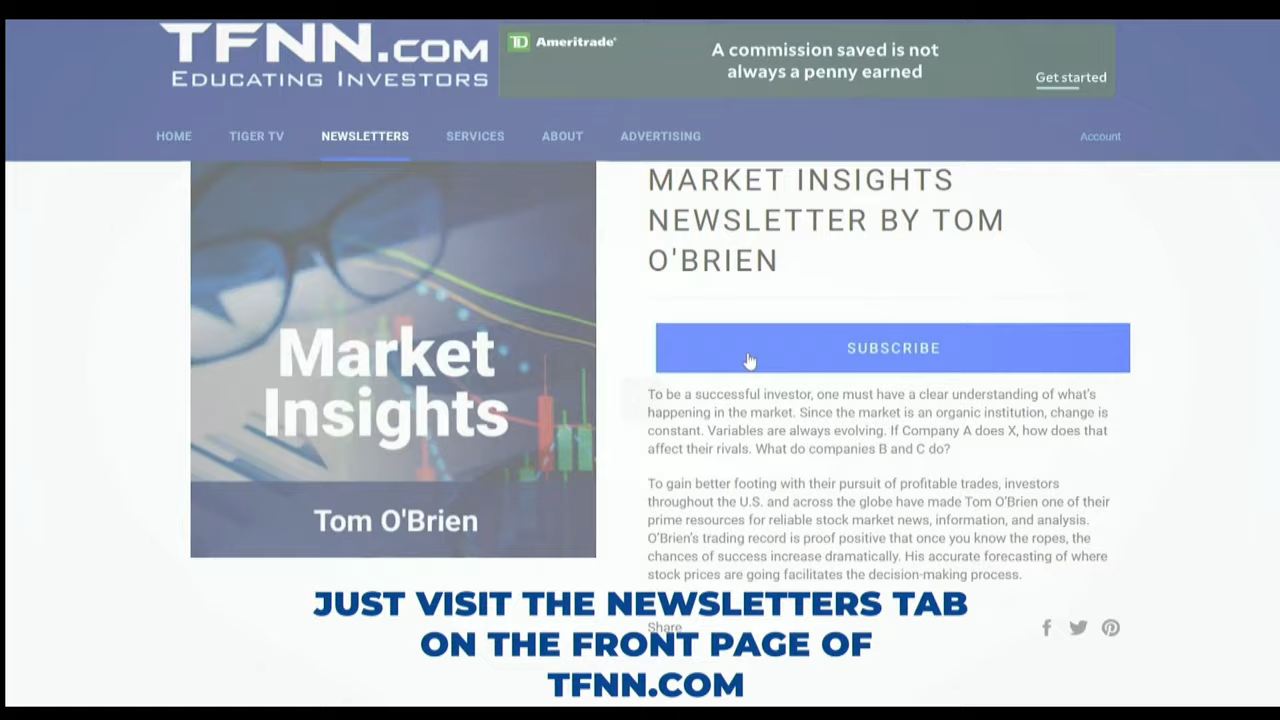 TFNN.COM
EDUCATING INVESTORS
TD Ameritrade
A commission saved is not
always a penny earned
Get started
HOME TIGER TV NEWSLETTERS SERVICES ABOUT ADVERTISING Account
Market
Insights
Tom O'Brien
MARKET INSIGHTS
NEWSLETTER BY TOM
O'BRIEN
SUBSCRIBE
To be a successful investor, one must have a clear understanding of what's
happening in the market. Since the market is an organic institution, change is
constant. Variables are always evolving. If Company A does X, how does that
affect their rivals. What do companies B and C do?
To gain better footing with their pursuit of profitable trades, investors
throughout the U.S. and across the globe have made Tom O'Brien one of their
prime resources for reliable stock market news, information, and analysis.
O'Brien's trading record is proof positive that once you know the ropes, the
chances of success increase dramatically. His accurate forecasting of where
stock prices are going facilitates the decision-making process.
Share
JUST VISIT THE NEWSLETTERS TAB
ON THE FRONT PAGE OF
TFNN.COM